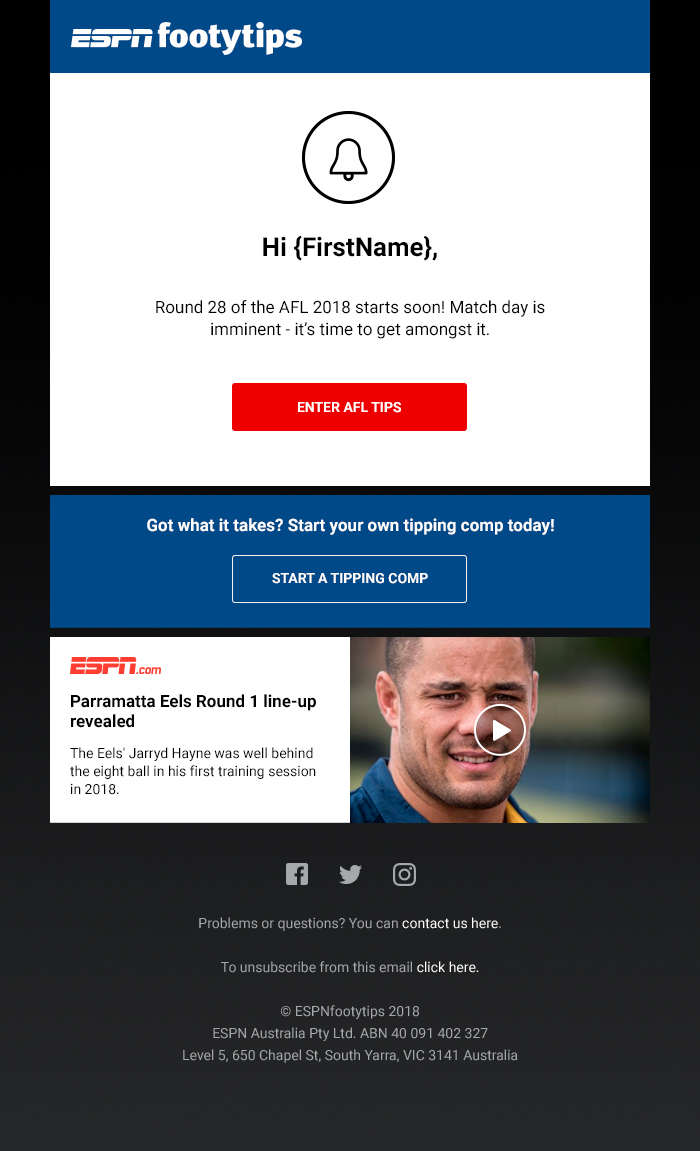 ESPN footytips
Hi {FirstName},
Round 28 of the AFL 2018 starts soon! Match day is
imminent - it’s time to get amongst it.
ENTER AFL TIPS
Got what it takes? Start your own tipping comp today!
START A TIPPING COMP
ESPN.com
Parramatta Eels Round 1 line-up
revealed
The Eels' Jarryd Hayne was well behind
the eight ball in his first training session
in 2018.
Problems or questions? You can contact us here.
To unsubscribe from this email click here.
© ESPNfootytips 2018
ESPN Australia Pty Ltd. ABN 40 091 402 327
Level 5, 650 Chapel St, South Yarra, VIC 3141 Australia